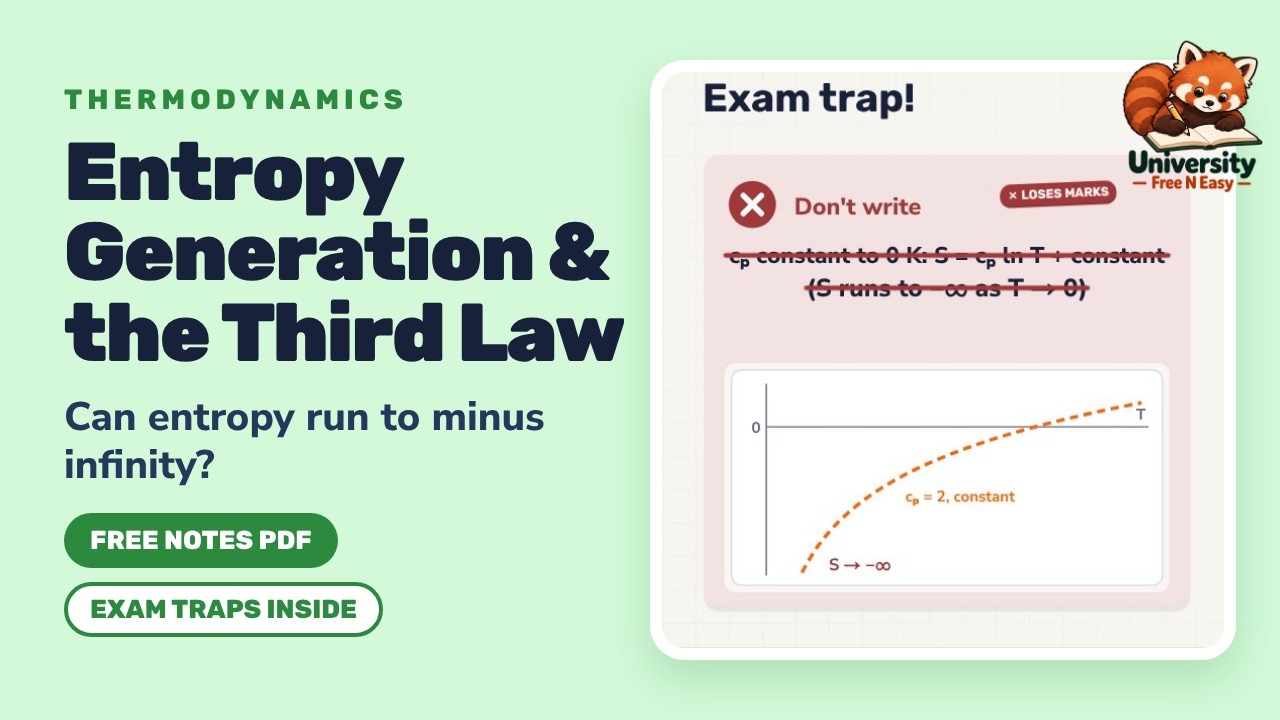 THERMODYNAMICS
Entropy
Generation &
the Third Law
Can entropy run to minus
infinity?
FREE NOTES PDF
EXAM TRAPS INSIDE
Exam trap!
Don't write
× LOSES MARKS
cₚ constant to 0 K: S = cₚ ln T + constant
(S runs to −∞ as T → 0)
0
T
cₚ = 2, constant
S → −∞
University
Free N Easy